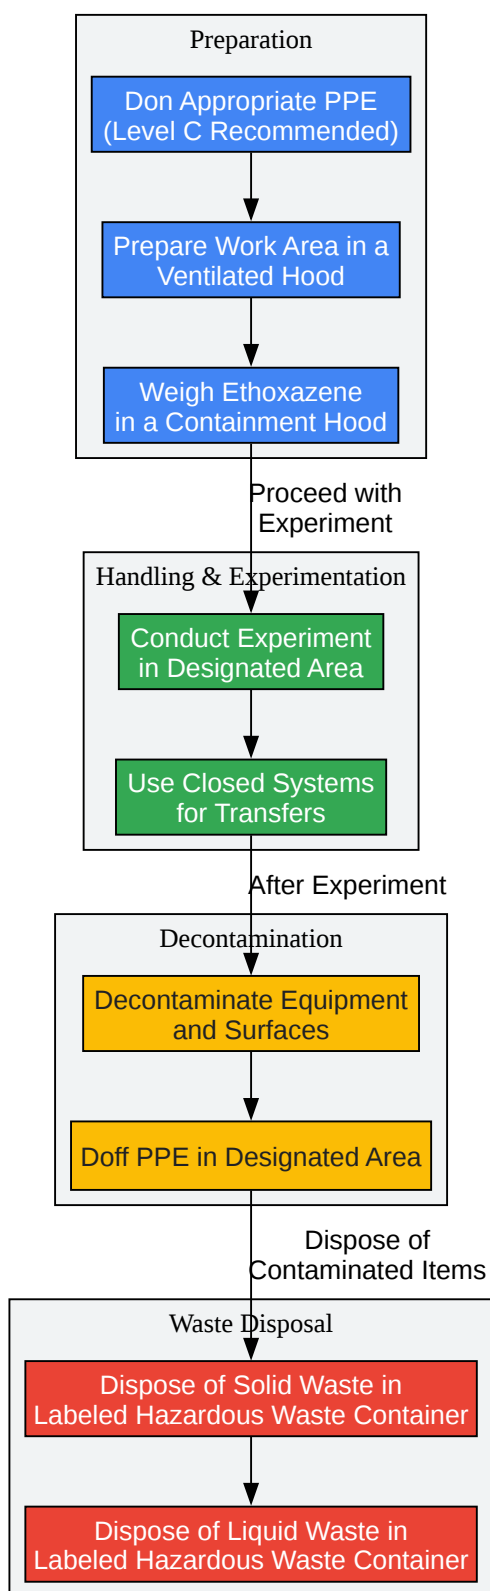 Preparation
Don Appropriate PPE
(Level C Recommended)
Prepare Work Area in a
Ventilated Hood
Weigh Ethoxazene
in a Containment Hood
Proceed with
Experiment
Handling & Experimentation
Conduct Experiment
in Designated Area
Use Closed Systems
for Transfers
After Experiment
Decontamination
Decontaminate Equipment
and Surfaces
Doff PPE in Designated Area
Dispose of
Contaminated Items
Waste Disposal
Dispose of Solid Waste in
Labeled Hazardous Waste Container
Dispose of Liquid Waste in
Labeled Hazardous Waste Container